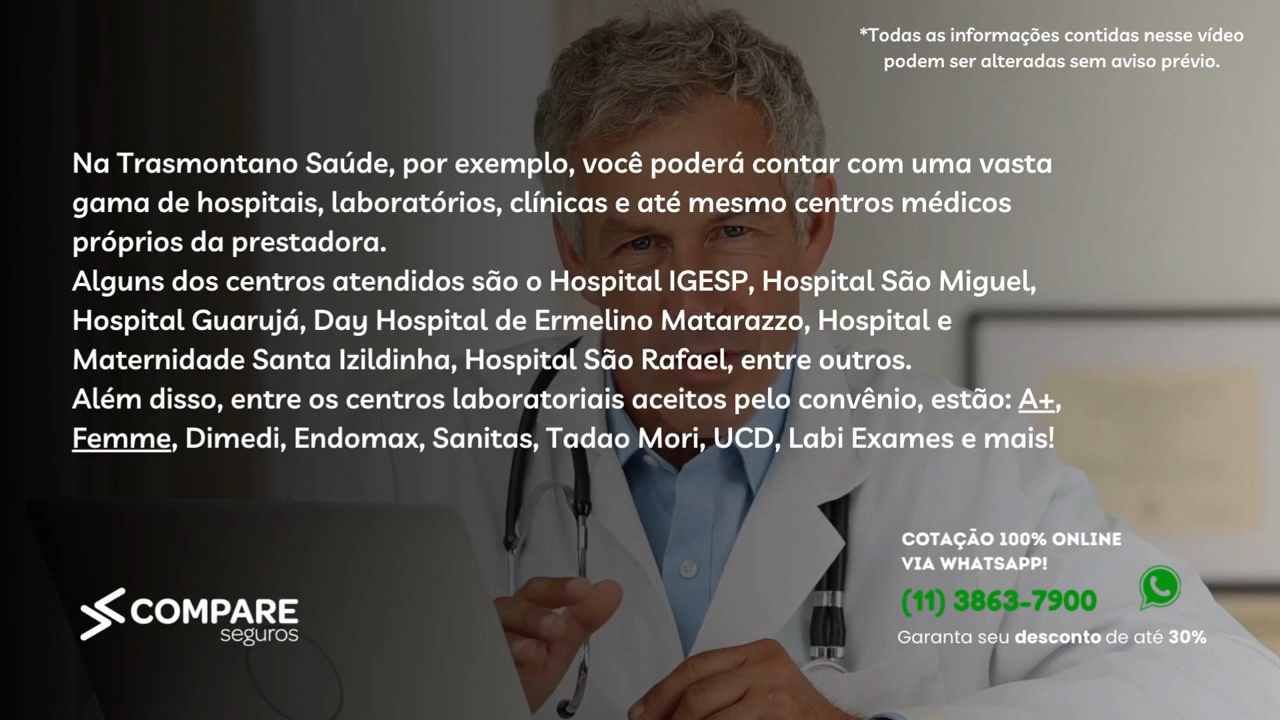 *Todas as informações contidas nesse vídeo
podem ser alteradas sem aviso prévio.
Na Trasmontano Saúde, por exemplo, você poderá contar com uma vasta
gama de hospitais, laboratórios, clínicas e até mesmo centros médicos
próprios da prestadora.
Alguns dos centros atendidos são o Hospital IGESP, Hospital São Miguel,
Hospital Guarujá, Day Hospital de Ermelino Matarazzo, Hospital e
Maternidade Santa Izildinha, Hospital São Rafael, entre outros.
Além disso, entre os centros laboratoriais aceitos pelo convênio, estão: A+,
Femme, Dimedi, Endomax, Sanitas, Tadao Mori, UCD, Labi Exames e mais!
COTAÇÃO 100% ONLINE
VIA WHATSAPP!
(11) 3863-7900
Garanta seu desconto de até 30%
COMPARE
seguros